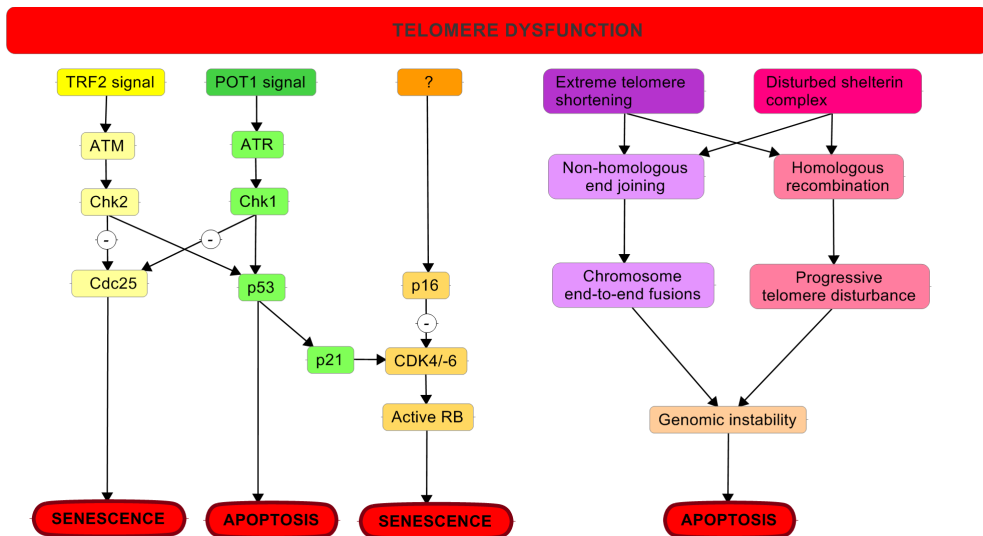 TELOMERE DYSFUNCTION
TRF2 signal
POT1 signal
?
Extreme telomere
shortening
Disturbed shelterin
complex
ATM
ATR
Non-homologous
end joining
Homologous
recombination
Chk2
Chk1
-
-
Cdc25
p53
p16
Chromosome
end-to-end fusions
Progressive
telomere disturbance
-
p21
CDK4/-6
Active RB
Genomic instability
SENESCENCE
APOPTOSIS
SENESCENCE
APOPTOSIS